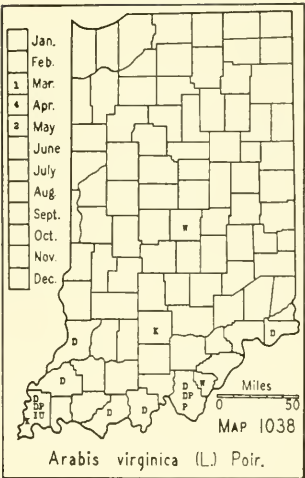 Jan.
Feb.
1 Mar.
4 Apr.
2 May
June
July
Aug.
Sept.
Oct.
Nov.
Dec.
W
K
D
D
D
D
W
D
DP
P
D
DP
IU
K
D
D
Miles
0 50
MAP 1038
Arabis virginica (L.) Poir.